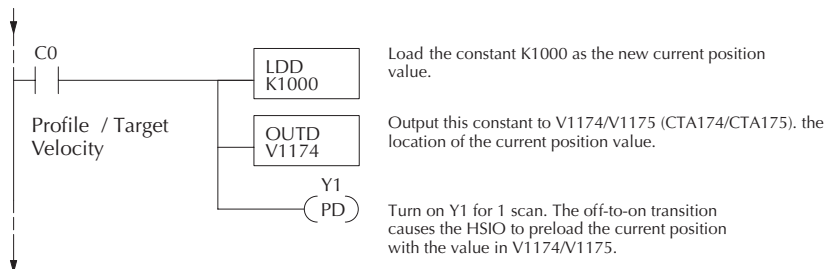 C0
Profile / Target
Velocity
LDD
K1000
Load the constant K1000 as the new current position
value.
OUTD
V1174
Output this constant to V1174/V1175 (CTA174/CTA175). the
location of the current position value.
Y1
PD
Turn on Y1 for 1 scan. The off-to-on transition
causes the HSIO to preload the current position
with the value in V1174/V1175.